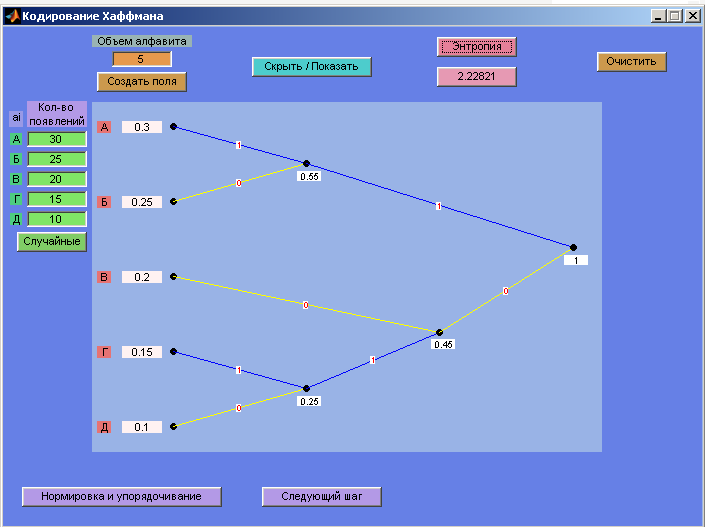 Кодирование Хаффмана
Объем алфавита
5
Создать поля
Скрыть / Показать
Энтропия
2.22821
Очистить
ai
Кол-во
появлений
А 30
Б 25
В 20
Г 15
Д 10
Случайные
А 0.3
1
Б 0.25
0
0.55
1
В 0.2
0
0
1
Г 0.15
1
1
0.45
Д 0.1
0
0.25
Нормировка и упорядочивание
Следующий шаг